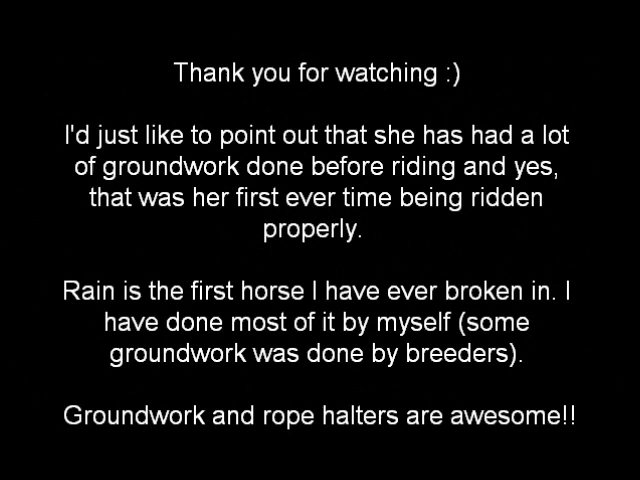 Thank you for watching :)
I'd just like to point out that she has had a lot
of groundwork done before riding and yes,
that was her first ever time being ridden
properly.
Rain is the first horse I have ever broken in. I
have done most of it by myself (some
groundwork was done by breeders).
Groundwork and rope halters are awesome!!